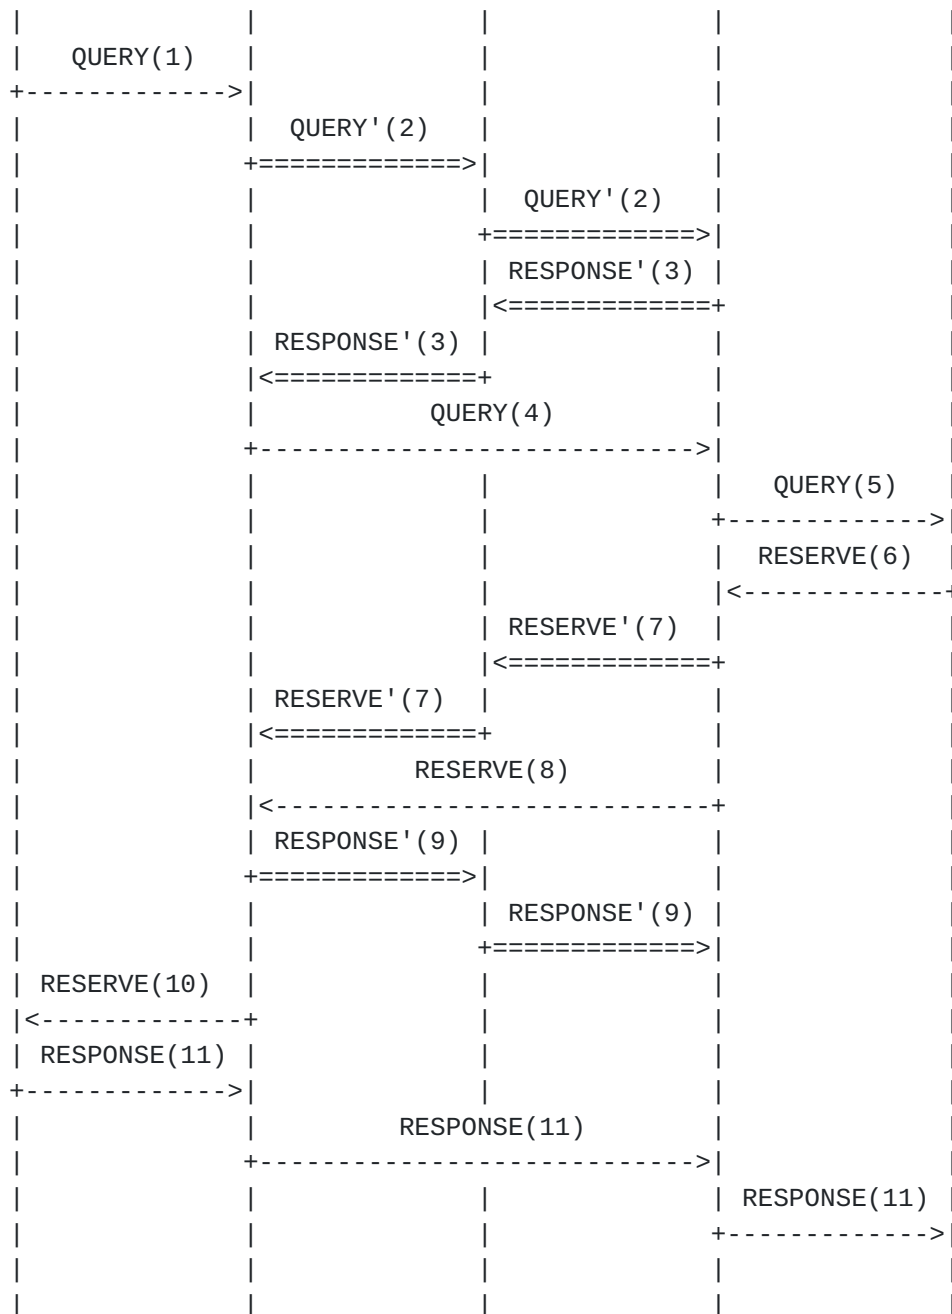 QUERY(1)
QUERY'(2)
QUERY'(2)
RESPONSE'(3)
RESPONSE'(3)
QUERY(4)
QUERY(5)
RESERVE(6)
RESERVE'(7)
RESERVE'(7)
RESERVE(8)
RESPONSE'(9)
RESPONSE'(9)
RESERVE(10)
RESPONSE(11)
RESPONSE(11)
RESPONSE(11)